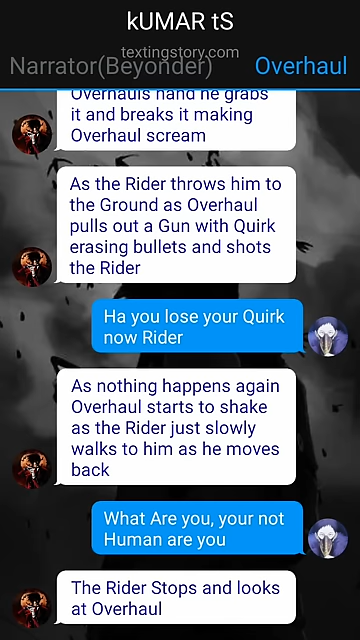 kUMAR tS
textingstory.com
Narrator(Beyonder) Overhaul
Overhauls hand he grabs
it and breaks it making
Overhaul scream
As the Rider throws him to
the Ground as Overhaul
pulls out a Gun with Quirk
erasing bullets and shots
the Rider
Ha you lose your Quirk
now Rider
As nothing happens again
Overhaul starts to shake
as the Rider just slowly
walks to him as he moves
back
What Are you, your not
Human are you
The Rider Stops and looks
at Overhaul